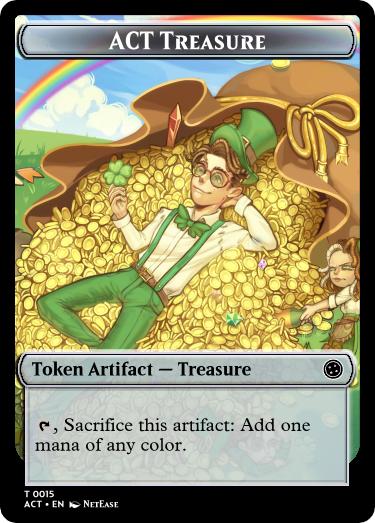 ACT Treasure
Token Artifact — Treasure
, Sacrifice this artifact: Add one
mana of any color.
T 0015
ACT • EN NetEase